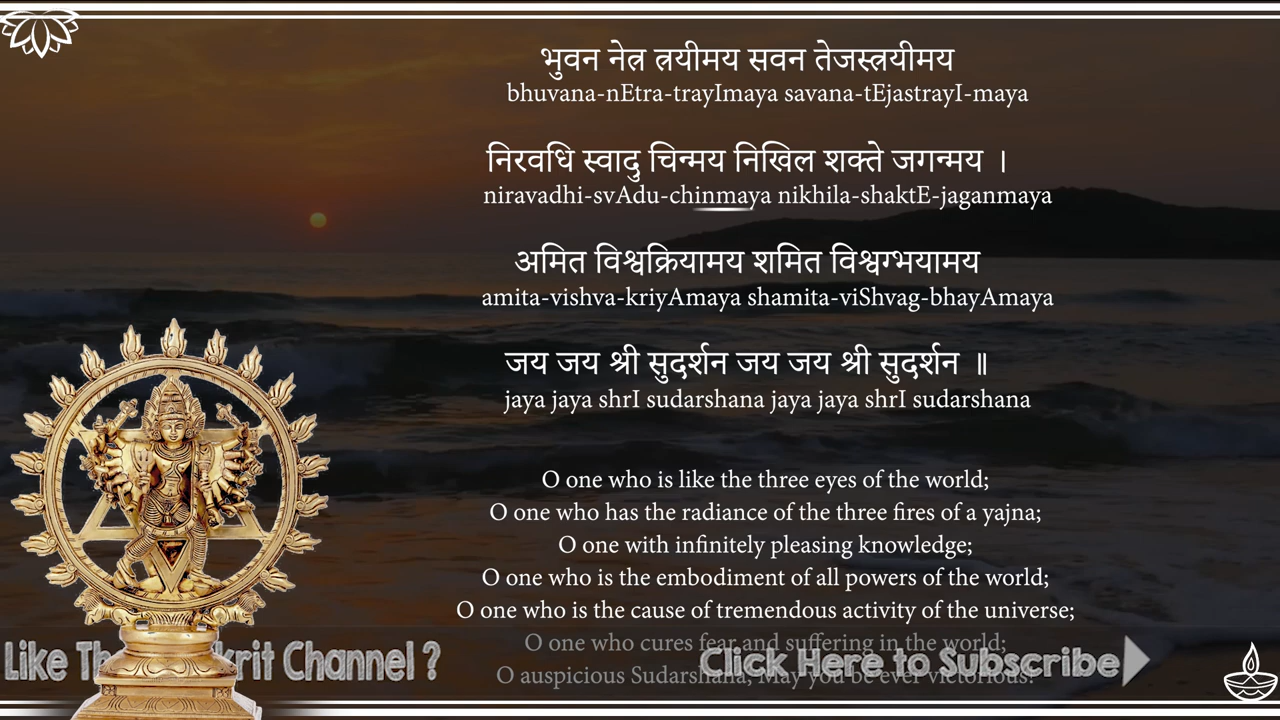 भुवन नेत्र त्रयीमय सवन तेजस्त्रयीमय
bhuvana-nEtra-trayImaya savana-tEjastrayI-maya
निरवधि स्वादु चिन्मय निखिल शक्ते जगन्मय ।
niravadhi-svAdu-chinmaya nikhila-shaktE-jaganmaya
अमित विश्वक्रियामय शमित विश्वग्भयामय
amita-vishva-kriyAmaya shamita-viShvag-bhayAmaya
जय जय श्री सुदर्शन जय जय श्री सुदर्शन ॥
jaya jaya shrI sudarshana jaya jaya shrI sudarshana
O one who is like the three eyes of the world;
O one who has the radiance of the three fires of a yajna;
O one with infinitely pleasing knowledge;
O one who is the embodiment of all powers of the world;
O one who is the cause of tremendous activity of the universe;
O one who cures fear and suffering in the world;
O auspicious Sudarshana, May you be ever victorious!
Like Channel ? Click Here to Subscribe